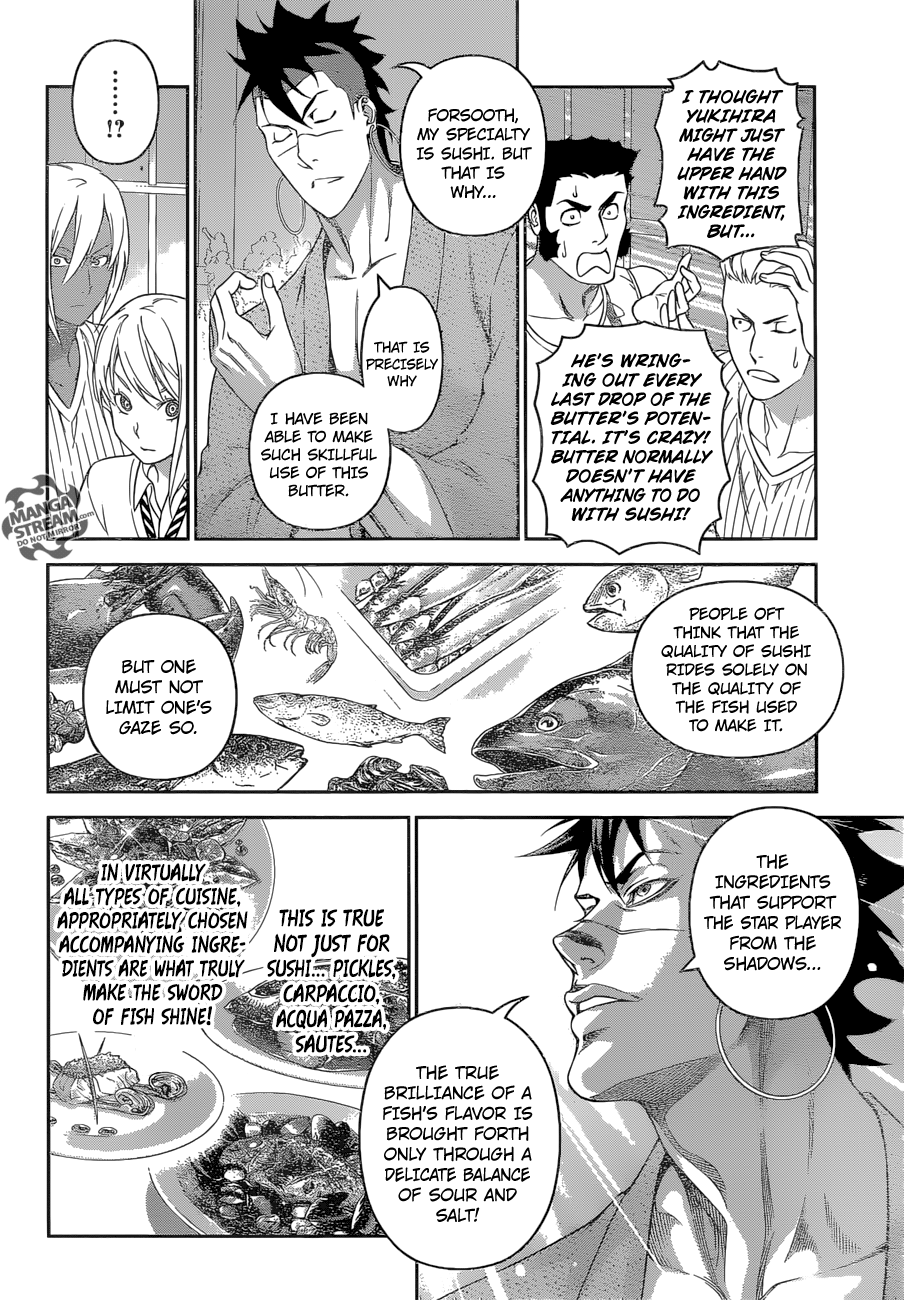 I THOUGHT
YUKIHIRA
MIGHT JUST
HAVE THE
UPPER HAND
WITH THIS
INGREDIENT,
BUT...
HE'S WRING-
ING OUT EVERY
LAST DROP OF THE
BUTTER'S POTEN-
TIAL. IT'S CRAZY!
BUTTER NORMALLY
DOESN'T HAVE
ANYTHING TO DO
WITH SUSHI!
FORSOOTH,
MY SPECIALTY
IS SUSHI. BUT
THAT IS
WHY...
THAT IS
PRECISELY
WHY
I HAVE BEEN
ABLE TO MAKE
SUCH SKILLFUL
USE OF THIS
BUTTER.
........
!?
MANGA
STREAM.com
DO NOT MIRROR!
PEOPLE OFT
THINK THAT THE
QUALITY OF SUSHI
RIDES SOLELY ON
THE QUALITY OF
THE FISH USED
TO MAKE IT.
BUT ONE
MUST NOT
LIMIT ONE'S
GAZE SO.
THE
INGREDIENTS
THAT SUPPORT
THE STAR PLAYER
FROM THE
SHADOWS...
THE TRUE
BRILLIANCE OF A
FISH'S FLAVOR IS
BROUGHT FORTH
ONLY THROUGH A
DELICATE BALANCE
OF SOUR AND
SALT!
THIS IS TRUE
NOT JUST FOR
SUSHI... PICKLES,
CARPACCIO,
ACQUA PAZZA,
SAUTES...
IN VIRTUALLY
ALL TYPES OF CUISINE,
APPROPRIATELY, CHOSEN
ACCOMPANYING INGRE-
DIENTS ARE WHAT TRULY
MAKE THE SWORD
OF FISH SHINE!